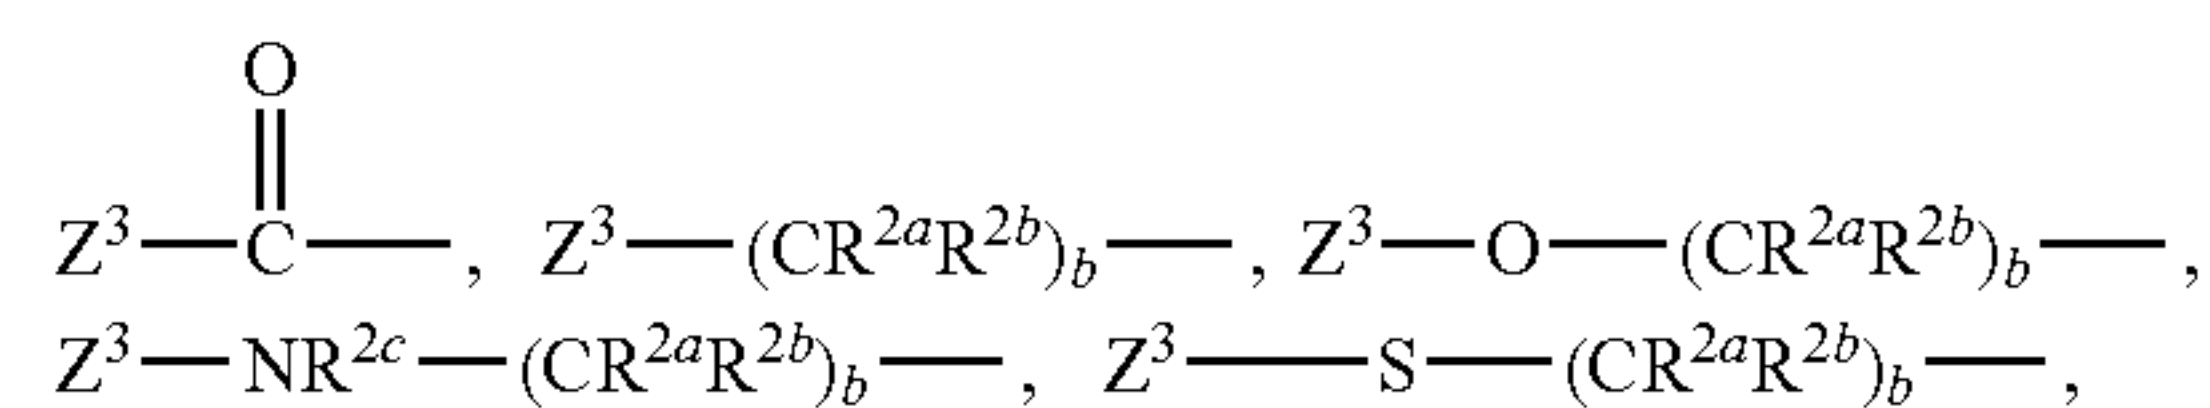 O
Z³—C—, Z³—(CR²ᵃR²ᵇ)b—, Z³—O—(CR²ᵃR²ᵇ)b—,
Z³—NR²ᶜ—(CR²ᵃR²ᵇ)b—, Z³—S—(CR²ᵃR²ᵇ)b—,